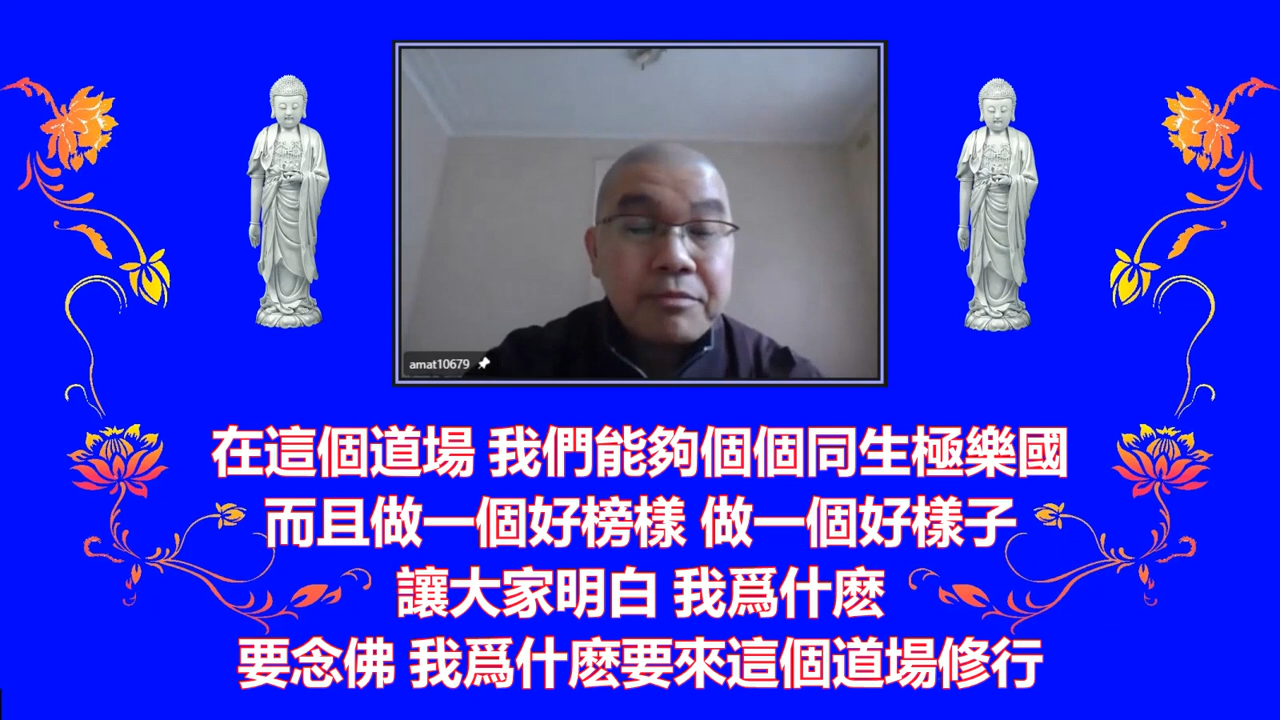 amat10679
在這個道場 我們能夠個個同生極樂國
而且做一個好榜樣 做一個好樣子
讓大家明白 我爲什麽
要念佛 我爲什麽要來這個道場修行